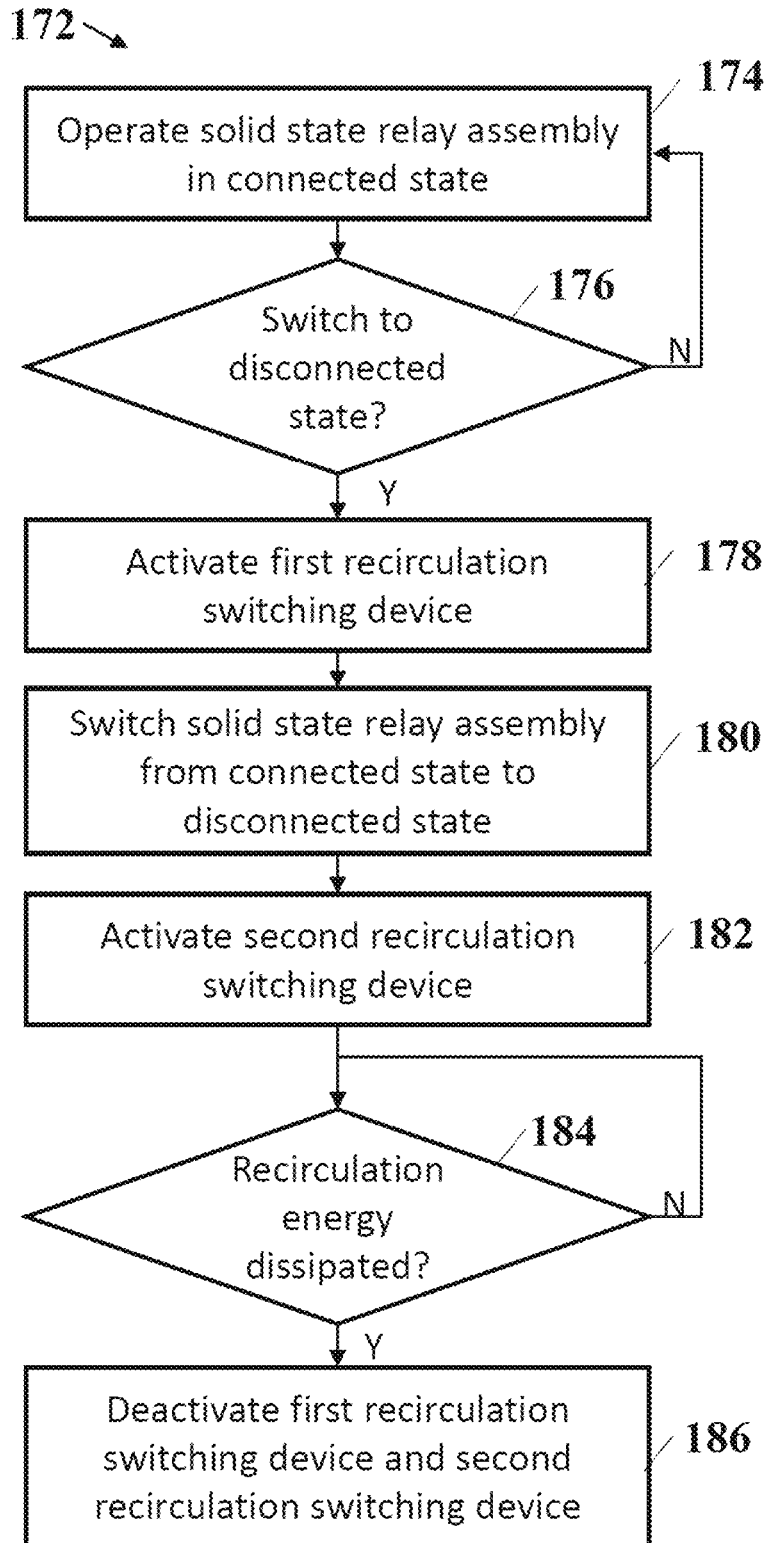 172
174
Operate solid state relay assembly
in connected state
176
Switch to
disconnected
state?
N
Y
178
Activate first recirculation
switching device
Switch solid state relay assembly
180
from connected state to
disconnected state
182
Activate second recirculation
switching device
184
Recirculation
energy
dissipated?
N
Y
Deactivate first recirculation
switching device and second
186
recirculation switching device